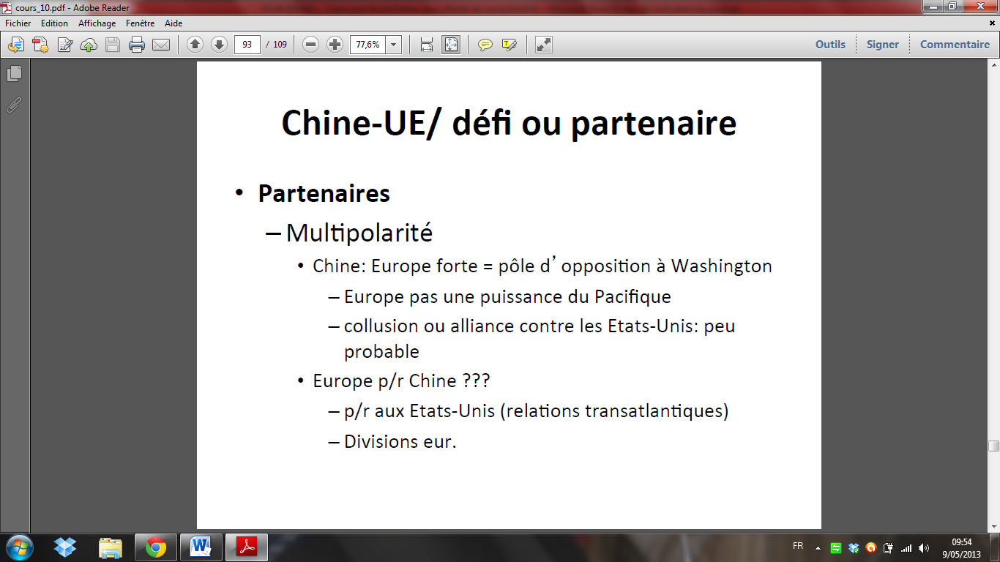 cours_10.pdf - Adobe Reader
Fichier Edition Affichage Fenêtre Aide
93 / 109 77,6% Outils Signer Commentaire
Chine-UE/ défi ou partenaire
• Partenaires
– Multipolarité
• Chine: Europe forte = pôle d’ opposition à Washington
– Europe pas une puissance du Pacifique
– collusion ou alliance contre les Etats-Unis: peu
probable
• Europe p/r Chine ???
– p/r aux Etats-Unis (relations transatlantiques)
– Divisions eur.
FR
09:54
9/05/2013